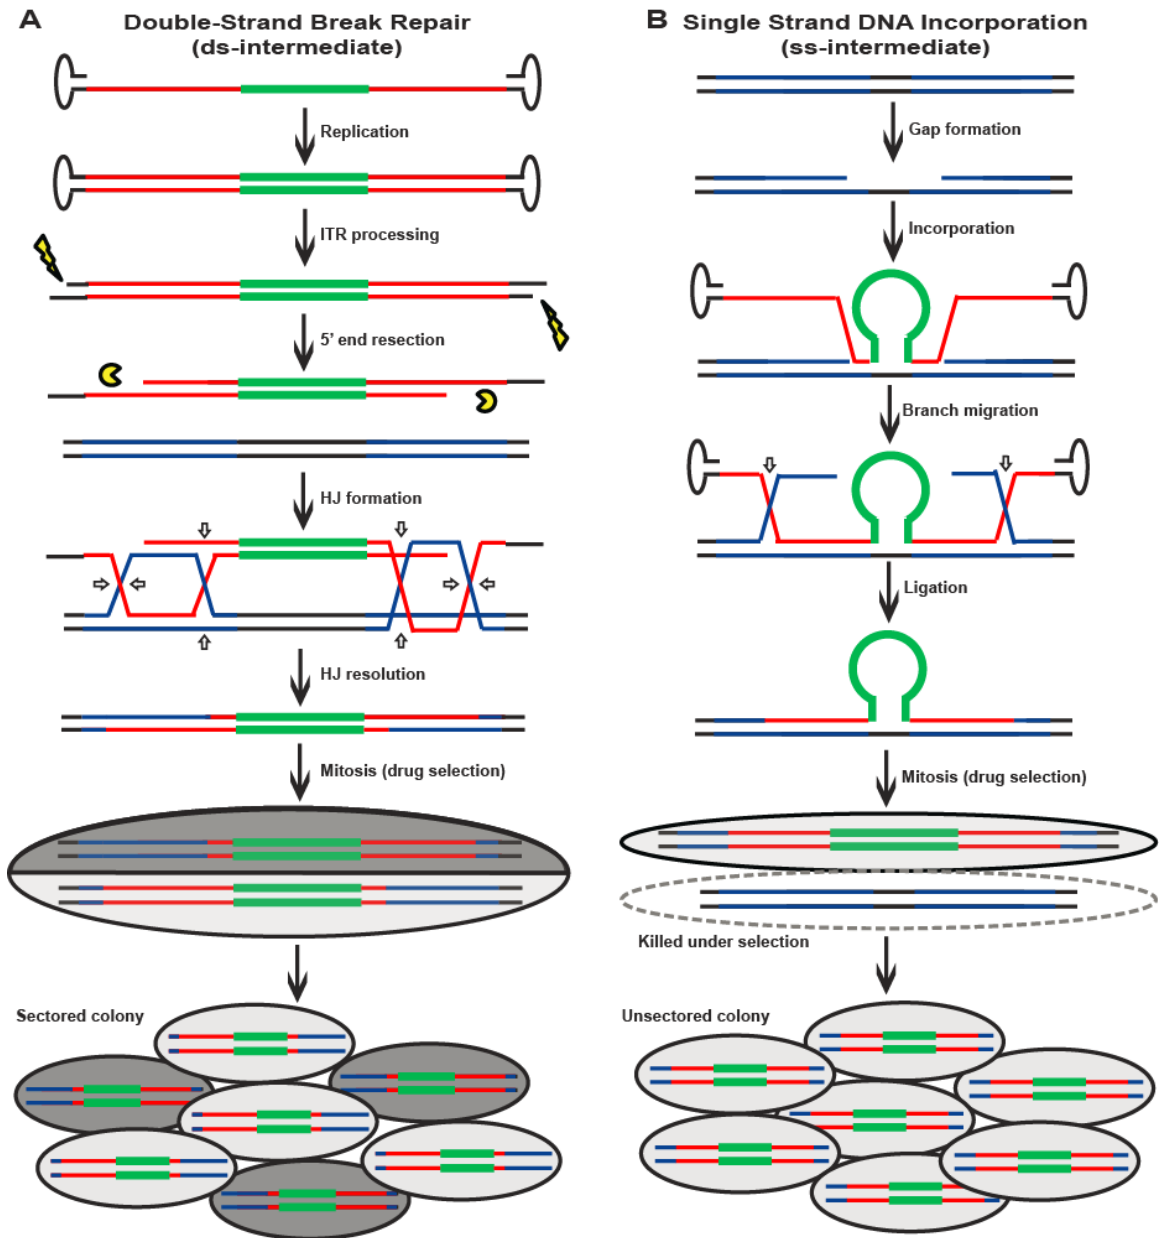 A
Double-Strand Break Repair
(ds-intermediate)
Replication
ITR processing
5' end resection
HJ formation
HJ resolution
Mitosis (drug selection)
Sectored colony
B
Single Strand DNA Incorporation
(ss-intermediate)
Gap formation
Incorporation
Branch migration
Ligation
Mitosis (drug selection)
Killed under selection
Unsectored colony